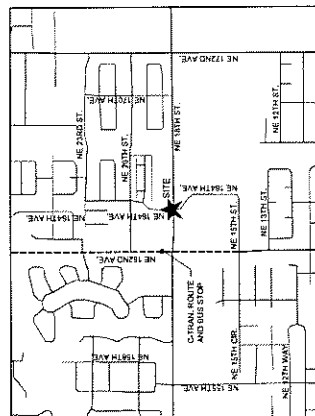 NE 172ND AVE.
NE 170TH AVE.
NE 23RD ST.
NE 20TH ST.
NE 18TH ST.
NE 12TH ST.
SITE
NE 164TH AVE.
NE 164TH AVE.
NE 164TH AVE.
NE 15TH ST.
NE 13TH ST.
NE 162ND AVE.
C-TRAN. ROUTE
AND BUS STOP
NE 158TH AVE.
NE 15TH CIR.
NE 12TH WAY
NE 155TH AVE.